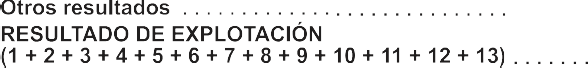 Otros resultados . . . . . . . . . . . . . . . . . . . . . . . . . . . .
RESULTADO DE EXPLOTACIÓN
(1 + 2 + 3 + 4 + 5 + 6 + 7 + 8 + 9 + 10 + 11 + 12 + 13) . . . . . . .